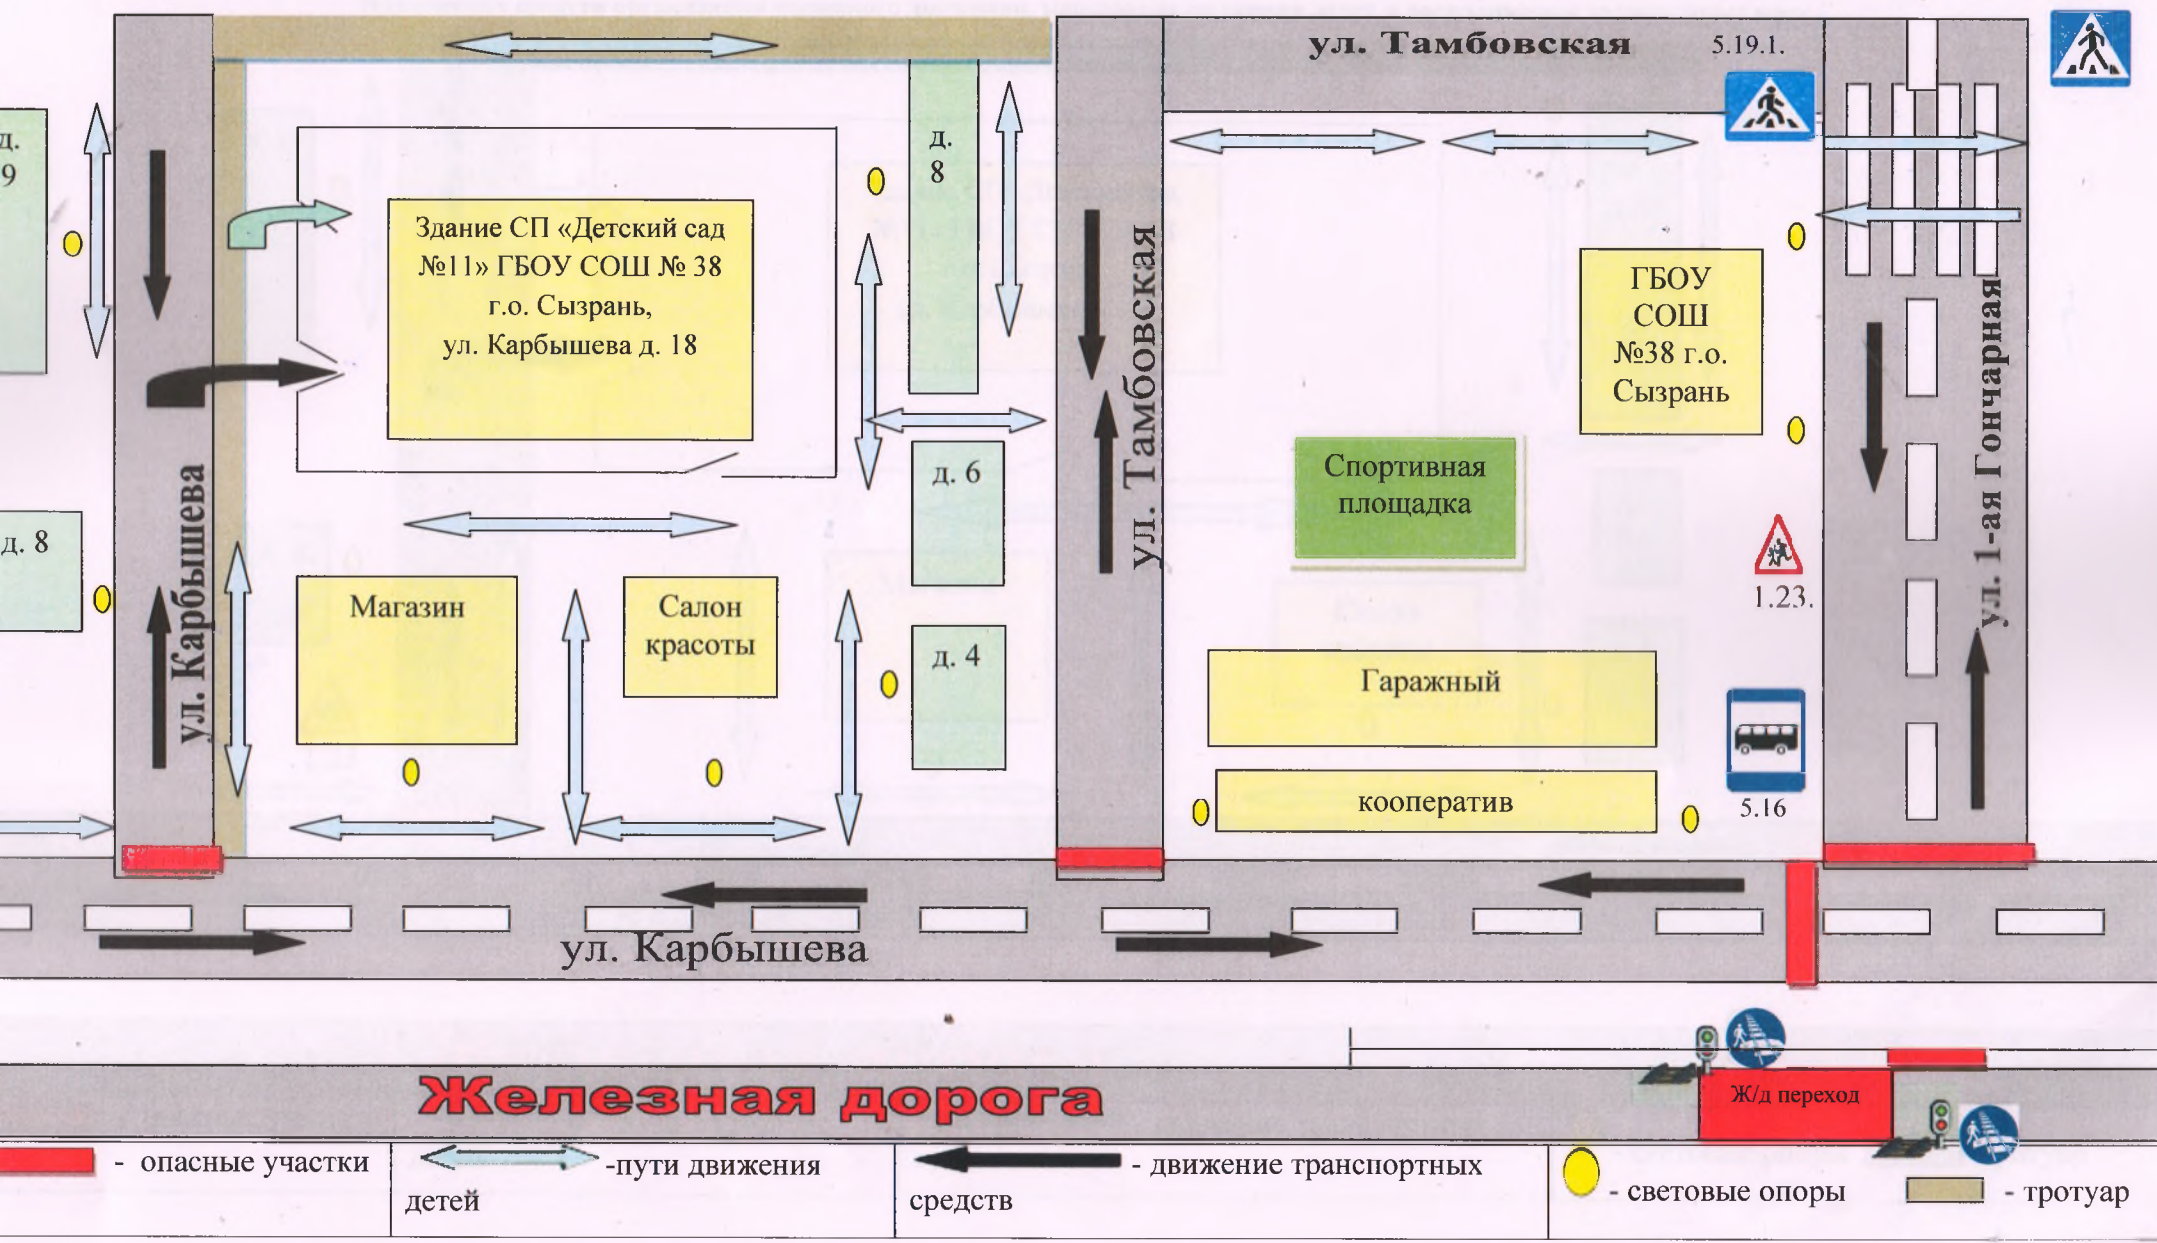 ул. Тамбовская
5.19.1.
д.
9
д.
8
Здание СП «Детский сад
№11» ГБОУ СОШ № 38
г.о. Сызрань,
ул. Карбышева д. 18
ул. Тамбовская
ГБОУ
СОШ
№38 г.о.
Сызрань
ул. 1-ая Гончарная
Спортивная
площадка
д. 6
д. 8
ул. Карбышева
Магазин
Салон
красоты
д. 4
1.23.
Гаражный
кооператив
5.16
ул. Карбышева
Железная дорога
Ж/д переход
- опасные участки
-пути движения
детей
- движение транспортных
средств
- световые опоры
- тротуар